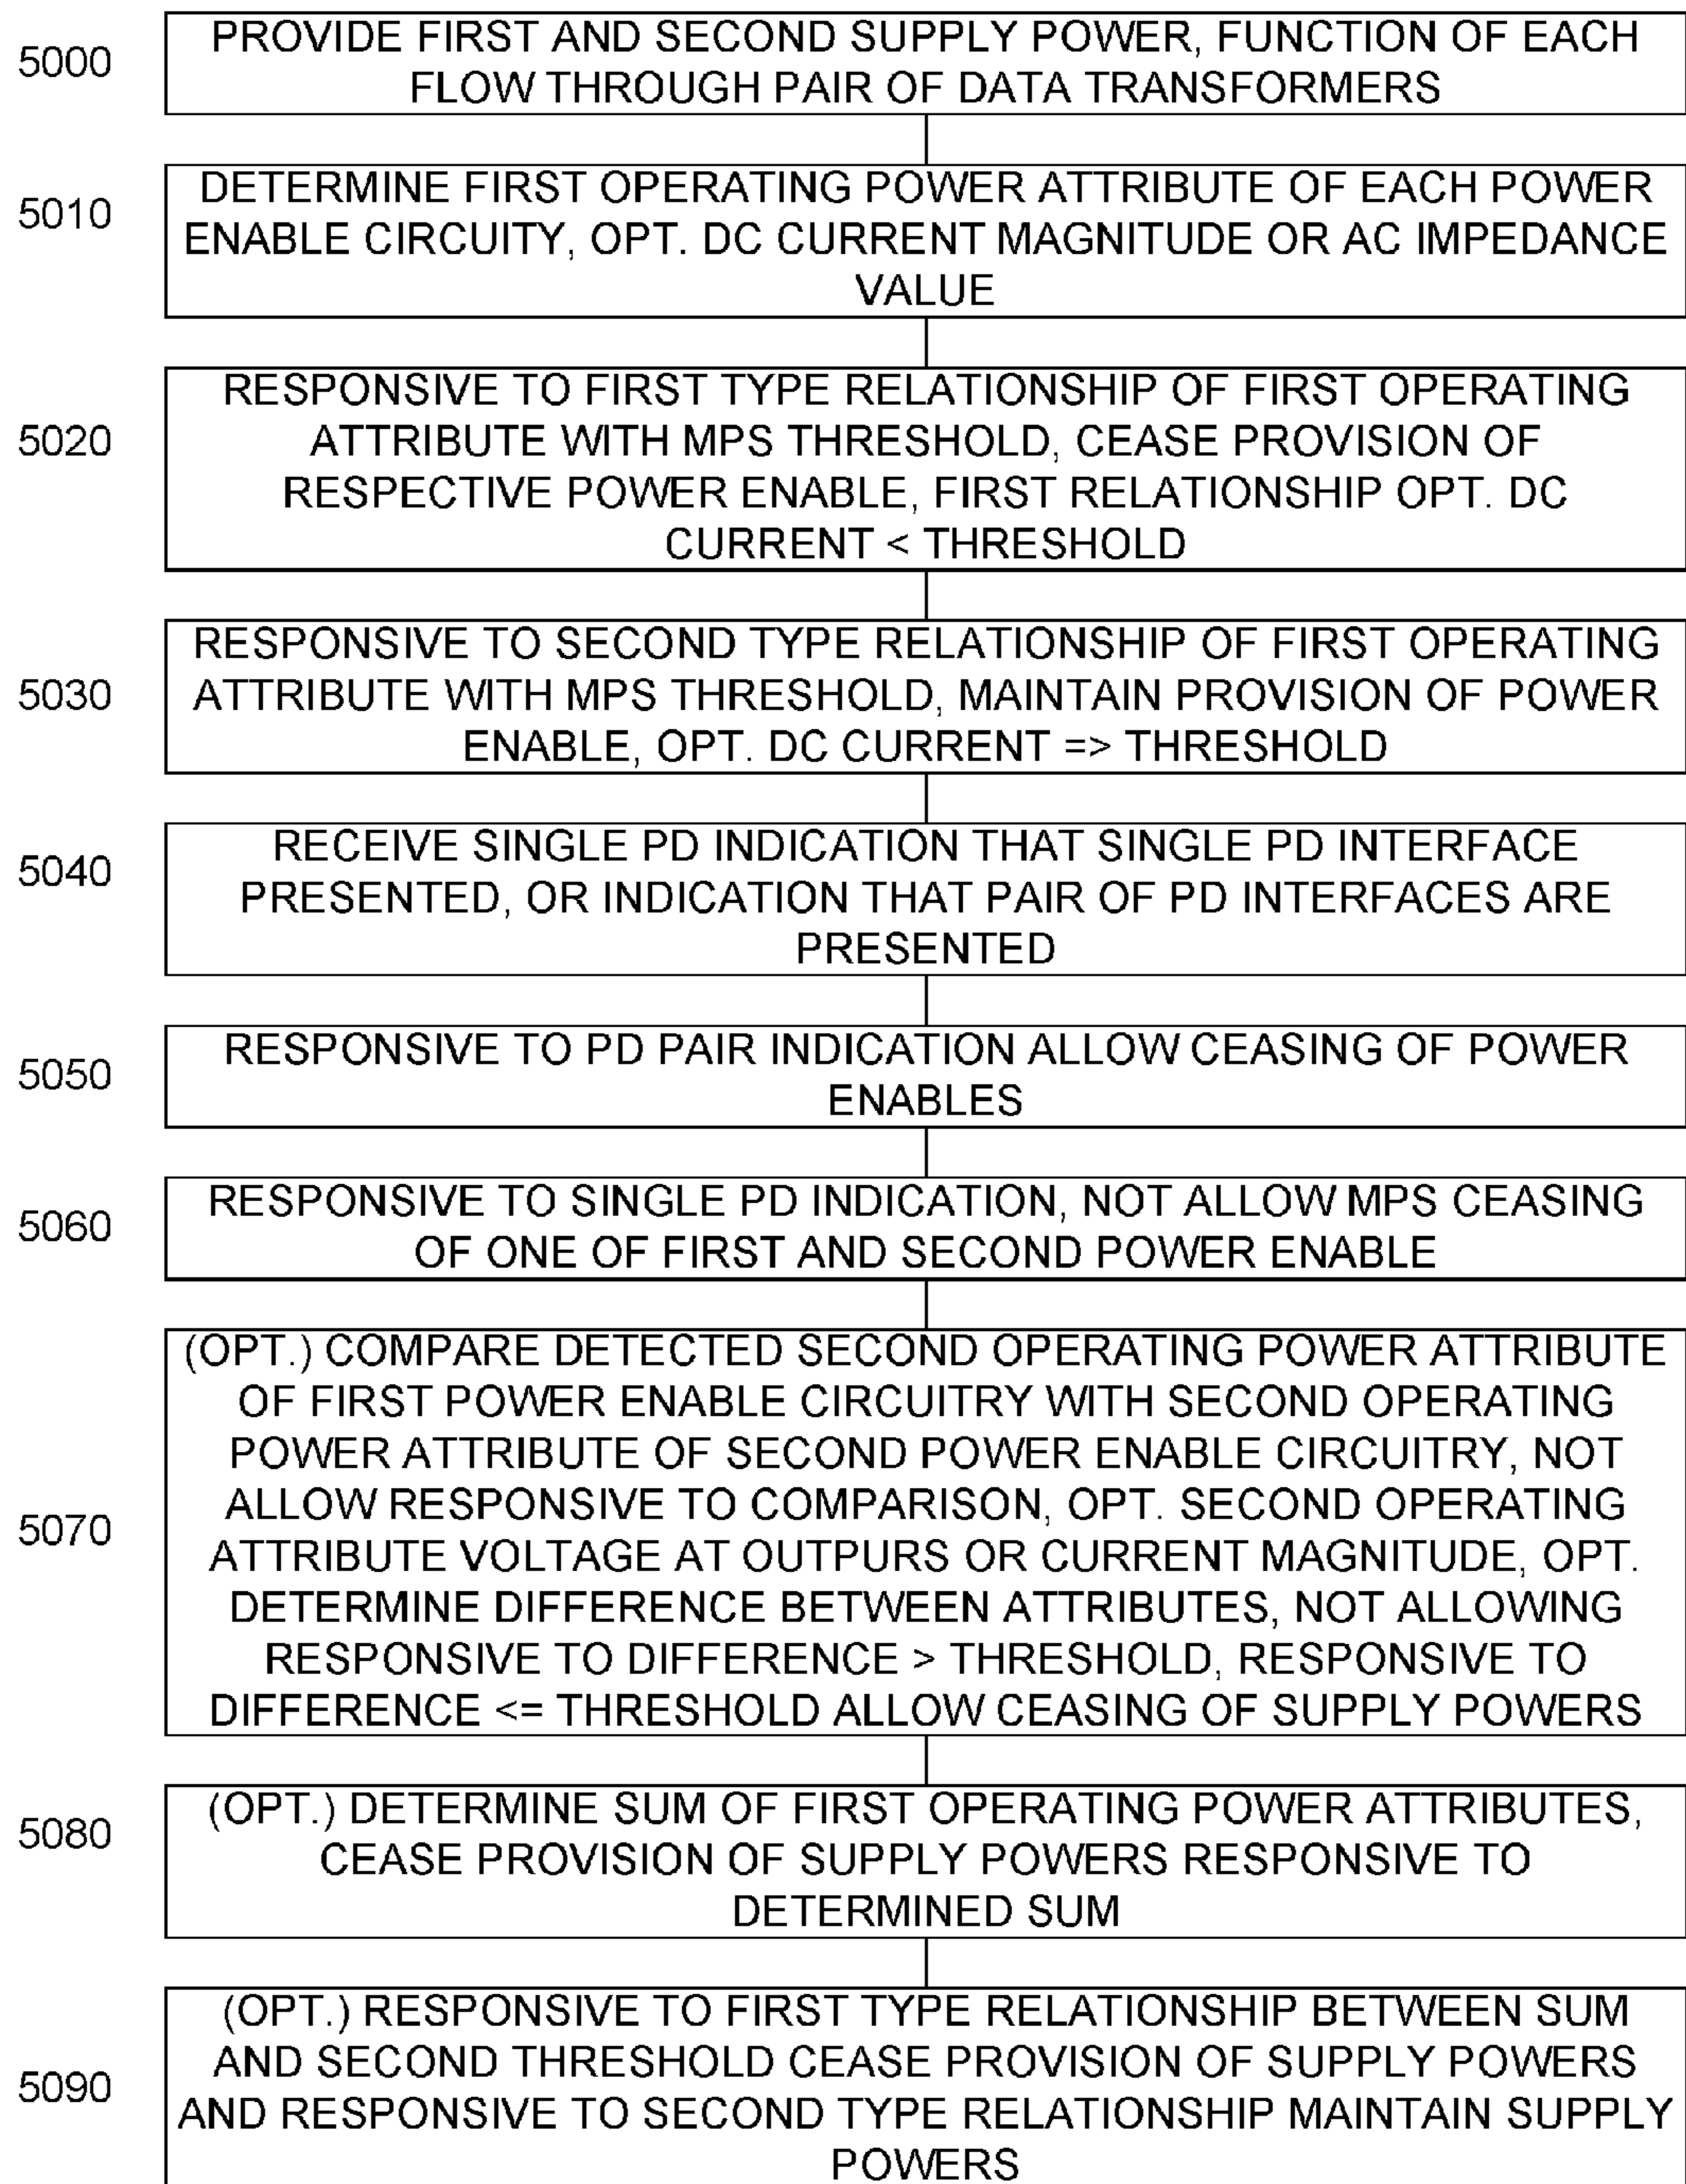 5000
PROVIDE FIRST AND SECOND SUPPLY POWER, FUNCTION OF EACH
FLOW THROUGH PAIR OF DATA TRANSFORMERS
5010
DETERMINE FIRST OPERATING POWER ATTRIBUTE OF EACH POWER
ENABLE CIRCUITY, OPT. DC CURRENT MAGNITUDE OR AC IMPEDANCE
VALUE
5020
RESPONSIVE TO FIRST TYPE RELATIONSHIP OF FIRST OPERATING
ATTRIBUTE WITH MPS THRESHOLD, CEASE PROVISION OF
RESPECTIVE POWER ENABLE, FIRST RELATIONSHIP OPT. DC
CURRENT < THRESHOLD
5030
RESPONSIVE TO SECOND TYPE RELATIONSHIP OF FIRST OPERATING
ATTRIBUTE WITH MPS THRESHOLD, MAINTAIN PROVISION OF POWER
ENABLE, OPT. DC CURRENT => THRESHOLD
5040
RECEIVE SINGLE PD INDICATION THAT SINGLE PD INTERFACE
PRESENTED, OR INDICATION THAT PAIR OF PD INTERFACES ARE
PRESENTED
5050
RESPONSIVE TO PD PAIR INDICATION ALLOW CEASING OF POWER
ENABLES
5060
RESPONSIVE TO SINGLE PD INDICATION, NOT ALLOW MPS CEASING
OF ONE OF FIRST AND SECOND POWER ENABLE
5070
(OPT.) COMPARE DETECTED SECOND OPERATING POWER ATTRIBUTE
OF FIRST POWER ENABLE CIRCUITRY WITH SECOND OPERATING
POWER ATTRIBUTE OF SECOND POWER ENABLE CIRCUITRY, NOT
ALLOW RESPONSIVE TO COMPARISON, OPT. SECOND OPERATING
ATTRIBUTE VOLTAGE AT OUTPURS OR CURRENT MAGNITUDE, OPT.
DETERMINE DIFFERENCE BETWEEN ATTRIBUTES, NOT ALLOWING
RESPONSIVE TO DIFFERENCE > THRESHOLD, RESPONSIVE TO
DIFFERENCE <= THRESHOLD ALLOW CEASING OF SUPPLY POWERS
5080
(OPT.) DETERMINE SUM OF FIRST OPERATING POWER ATTRIBUTES,
CEASE PROVISION OF SUPPLY POWERS RESPONSIVE TO
DETERMINED SUM
5090
(OPT.) RESPONSIVE TO FIRST TYPE RELATIONSHIP BETWEEN SUM
AND SECOND THRESHOLD CEASE PROVISION OF SUPPLY POWERS
AND RESPONSIVE TO SECOND TYPE RELATIONSHIP MAINTAIN SUPPLY
POWERS